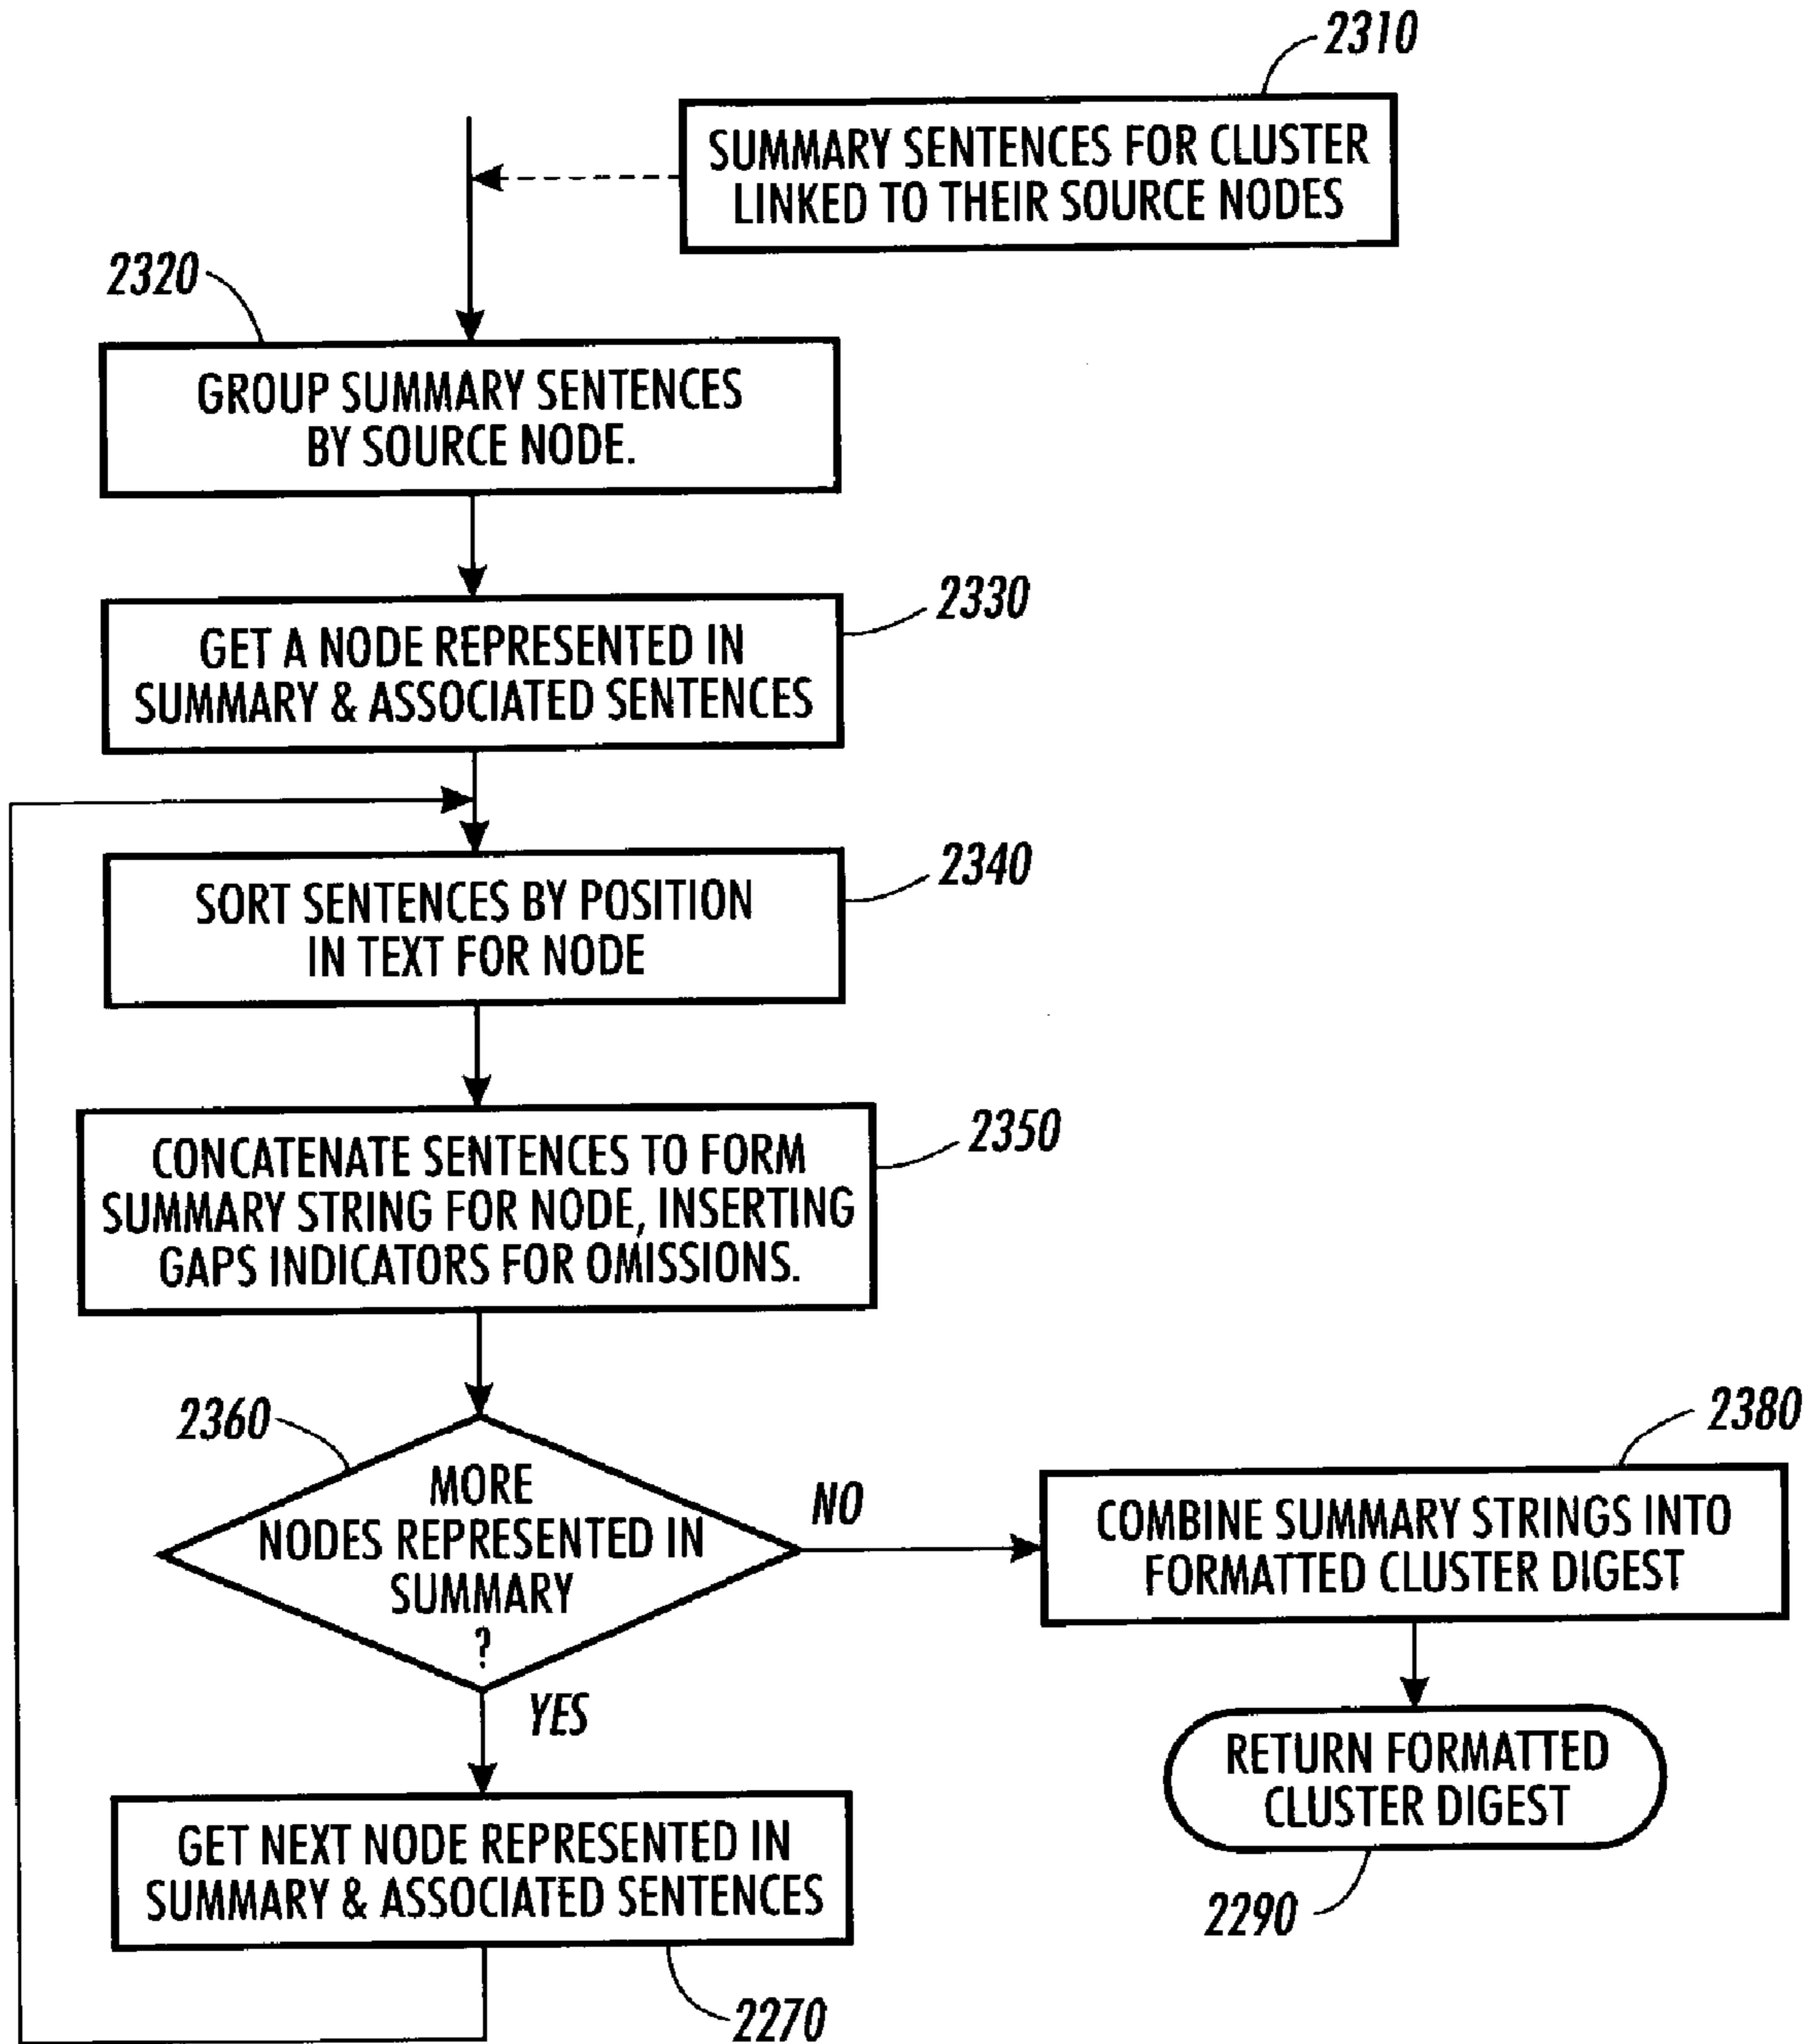 2310
SUMMARY SENTENCES FOR CLUSTER
LINKED TO THEIR SOURCE NODES
2320
GROUP SUMMARY SENTENCES
BY SOURCE NODE.
2330
GET A NODE REPRESENTED IN
SUMMARY & ASSOCIATED SENTENCES
2340
SORT SENTENCES BY POSITION
IN TEXT FOR NODE
2350
CONCATENATE SENTENCES TO FORM
SUMMARY STRING FOR NODE, INSERTING
GAPS INDICATORS FOR OMISSIONS.
2360
MORE
NODES REPRESENTED IN
SUMMARY
?
NO
YES
2380
COMBINE SUMMARY STRINGS INTO
FORMATTED CLUSTER DIGEST
RETURN FORMATTED
CLUSTER DIGEST
2290
GET NEXT NODE REPRESENTED IN
SUMMARY & ASSOCIATED SENTENCES
2270